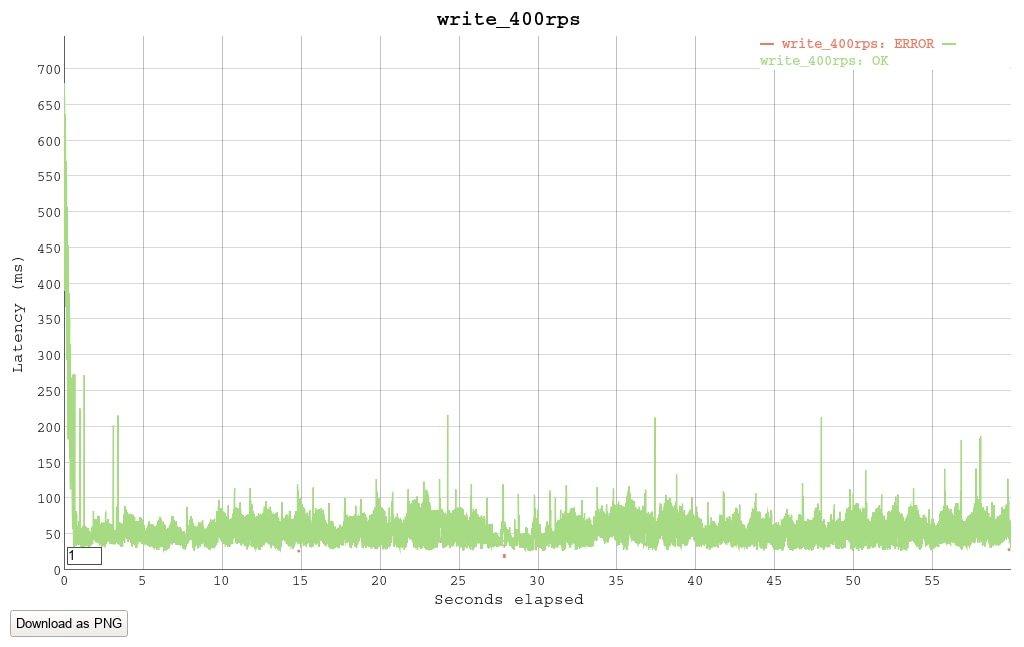 write_400rps
write_400rps: ERROR
write_400rps: OK
700
650
600
550
500
450
400
350
300
250
200
150
100
50
0
Latency (ms)
1
0 5 10 15 20 25 30 35 40 45 50 55
Seconds elapsed
Download as PNG